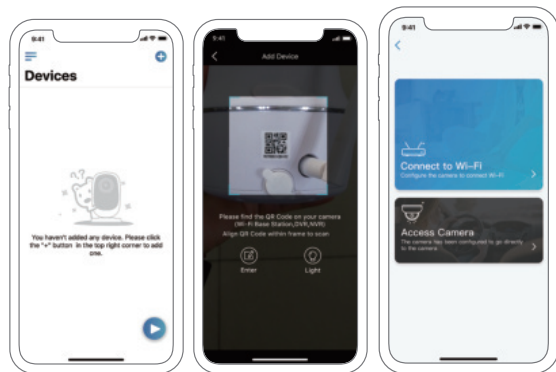 9:41
Devices
n,?
You haven't added any device. Please click
the "+" button in the top right corner to add
one.
9:41
Add Device
Please find the QR Code on your camera
(Wi-Fi Base Station,DVR,NVR)
Align QR Code within frame to scan
Enter
Light
9:41
Connect to Wi-Fi
Configure the camera to connect Wi-Fi
Access Camera
The camera has been configured to go directly
to the camera